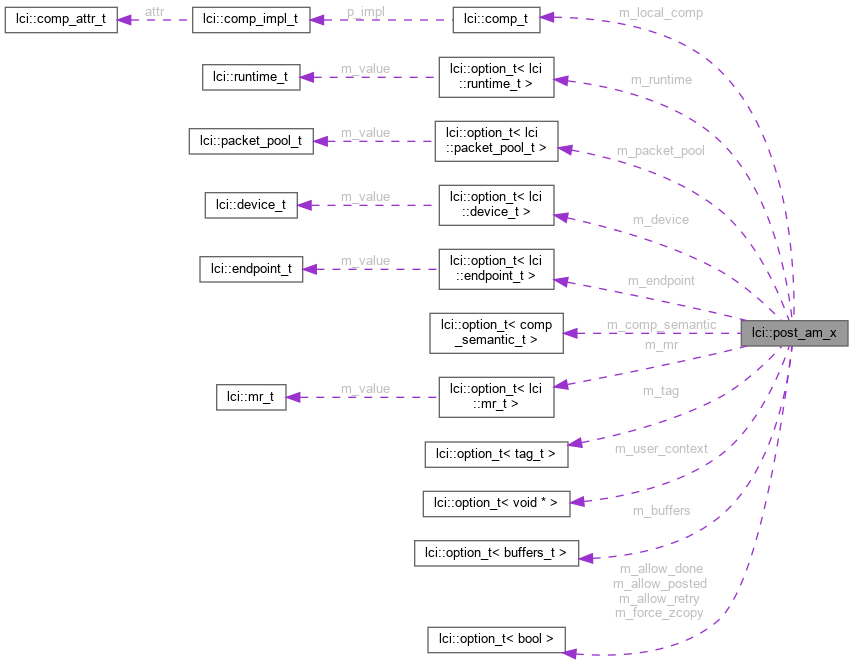 lci::comp_attr_t
attr
lci::comp_impl_t
p_impl
lci::comp_t
m_local_comp
lci::runtime_t
m_value
lci::option_t< lci
::runtime_t >
m_runtime
lci::packet_pool_t
m_value
lci::option_t< lci
::packet_pool_t >
m_packet_pool
lci::device_t
m_value
lci::option_t< lci
::device_t >
m_device
lci::endpoint_t
m_value
lci::option_t< lci
::endpoint_t >
m_endpoint
lci::option_t< comp
_semantic_t >
m_comp_semantic
lci::post_am_x
m_mr
lci::mr_t
m_value
lci::option_t< lci
::mr_t >
m_tag
lci::option_t< tag_t >
m_user_context
lci::option_t< void * >
m_buffers
lci::option_t< buffers_t >
m_allow_done
m_allow_posted
m_allow_retry
m_force_zcopy
lci::option_t< bool >